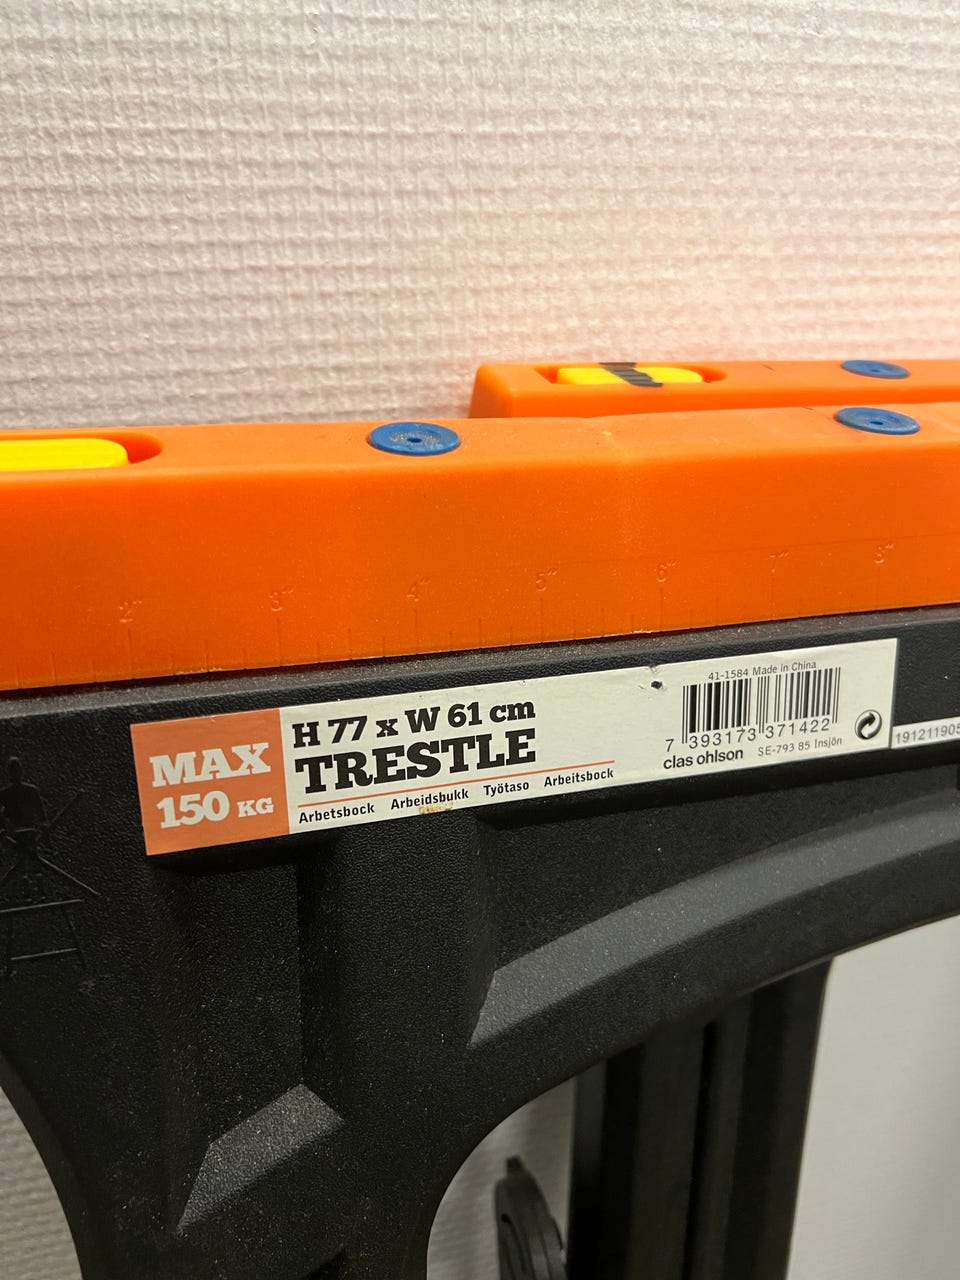 2"
3"
4"
5"
6"
7"
8"
MAX
150 KG
H 77 x W 61 cm
TRESTLE
Arbetsbock Arbeidsbukk Työtaso Arbeitsbock
41-1584 Made in China
7 393173 371422
clas ohlson SE-793 85 Insjön
191211905